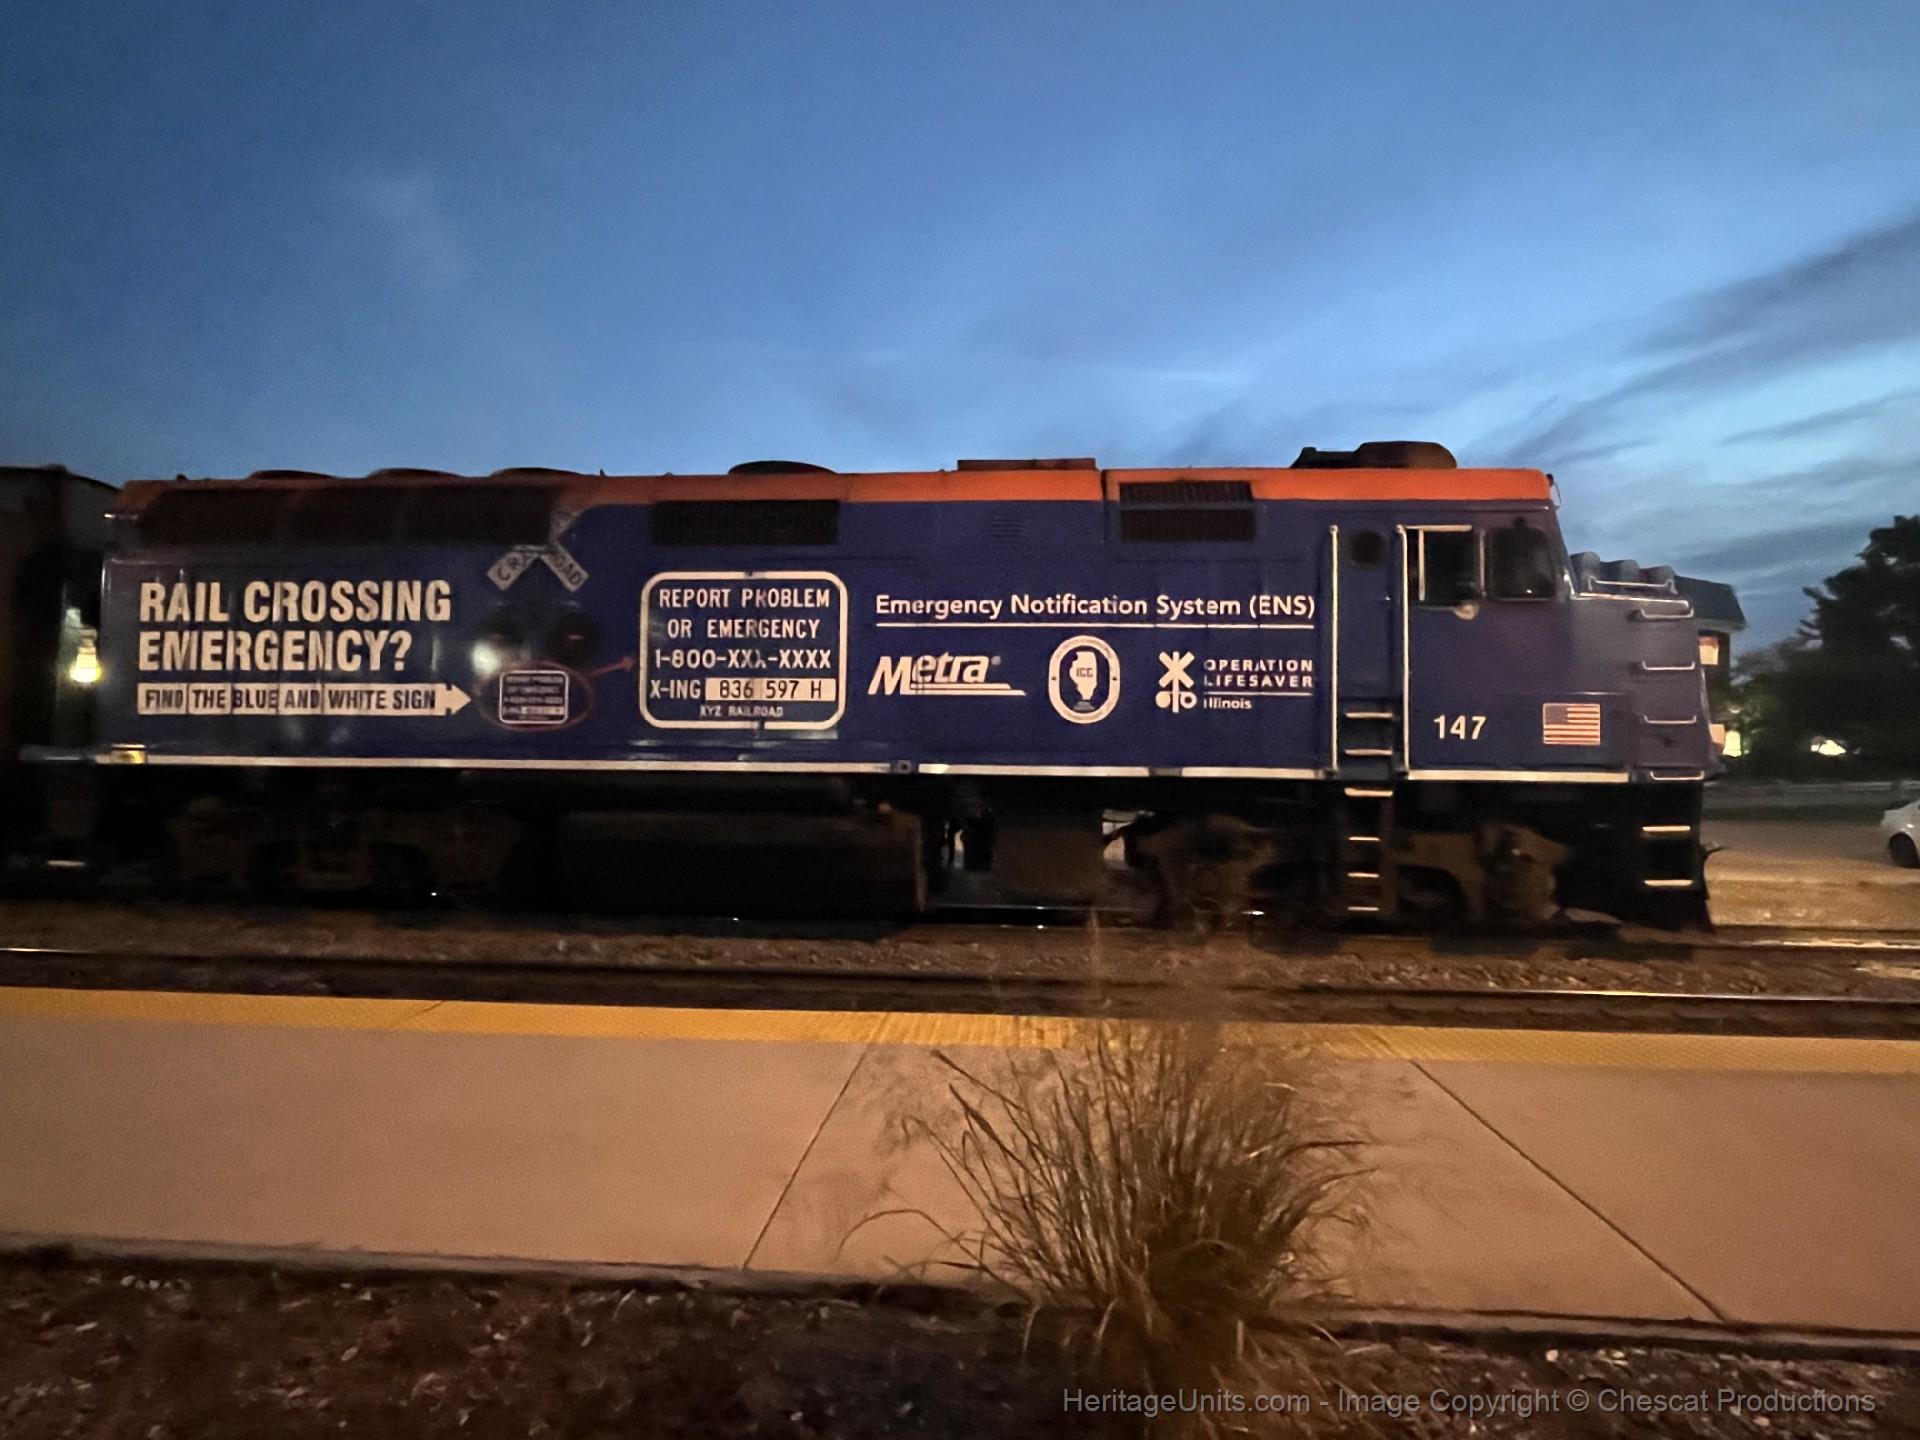 RAIL CROSSING
EMERGENCY?
FIND THE BLUE AND WHITE SIGN
REPORT PROBLEM
OR EMERGENCY
1-800-XXX-XXXX
X-ING 836 597 H
XYZ RAILROAD
Emergency Notification System (ENS)
Metra
ICC
OPERATION
LIFESAVER
Illinois
147
HeritageUnits.com - Image Copyright © Chescat Productions